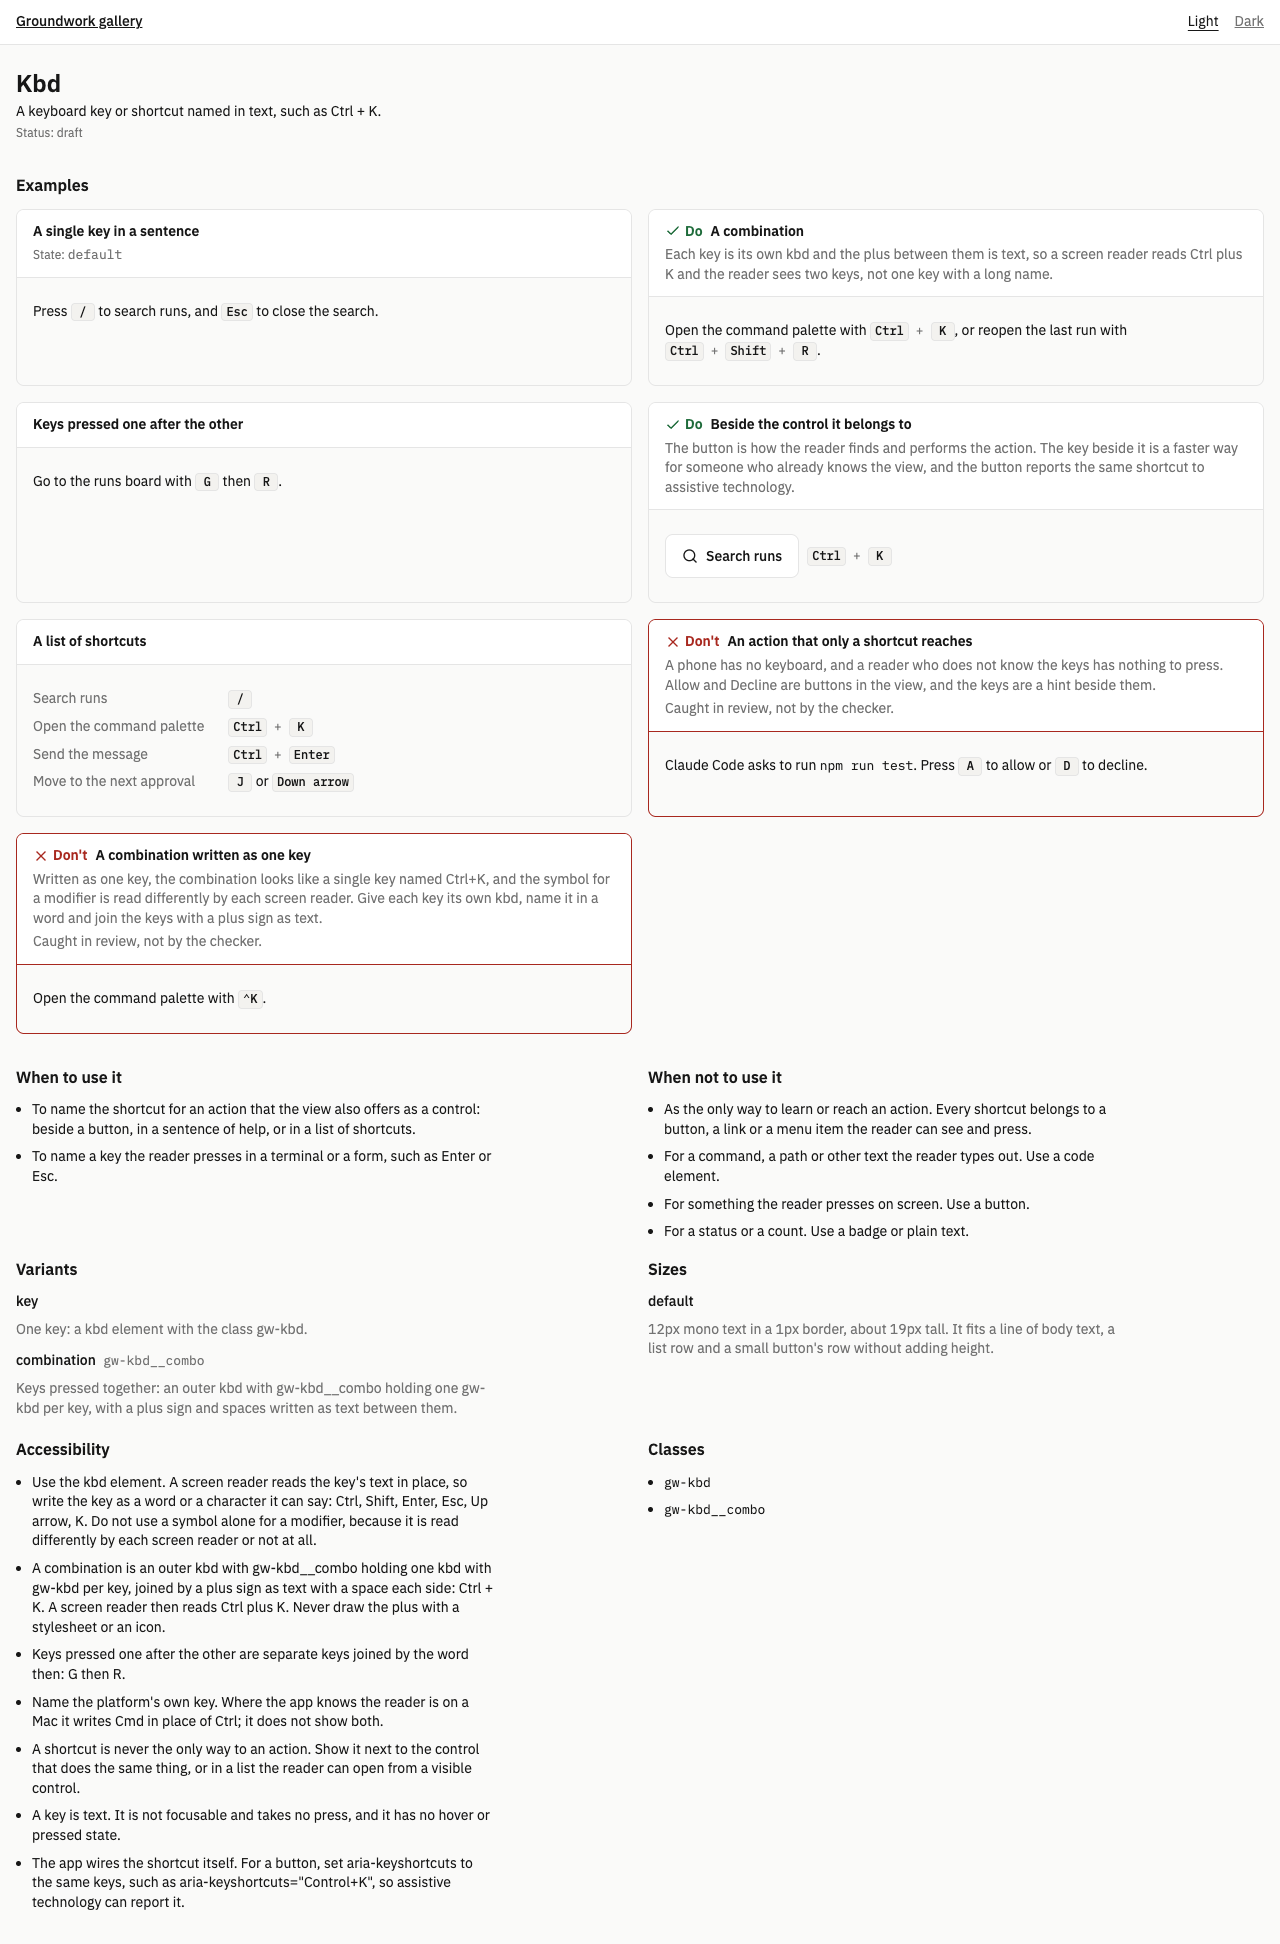 Groundwork gallery
Light Dark
Kbd
A keyboard key or shortcut named in text, such as Ctrl + K.
Status: draft
Examples
A single key in a sentence
State: default
Press / to search runs, and Esc to close the search.
Do A combination
Each key is its own kbd and the plus between them is text, so a screen reader reads Ctrl plus
K and the reader sees two keys, not one key with a long name.
Open the command palette with Ctrl + K, or reopen the last run with
Ctrl + Shift + R.
Keys pressed one after the other
Go to the runs board with G then R.
Do Beside the control it belongs to
The button is how the reader finds and performs the action. The key beside it is a faster way
for someone who already knows the view, and the button reports the same shortcut to
assistive technology.
Search runs Ctrl + K
A list of shortcuts
Search runs /
Open the command palette Ctrl + K
Send the message Ctrl + Enter
Move to the next approval J or Down arrow
Don't An action that only a shortcut reaches
A phone has no keyboard, and a reader who does not know the keys has nothing to press.
Allow and Decline are buttons in the view, and the keys are a hint beside them.
Caught in review, not by the checker.
Claude Code asks to run npm run test. Press A to allow or D to decline.
Don't A combination written as one key
Written as one key, the combination looks like a single key named Ctrl+K, and the symbol for
a modifier is read differently by each screen reader. Give each key its own kbd, name it in a
word and join the keys with a plus sign as text.
Caught in review, not by the checker.
Open the command palette with ^K.
When to use it
To name the shortcut for an action that the view also offers as a control:
beside a button, in a sentence of help, or in a list of shortcuts.
To name a key the reader presses in a terminal or a form, such as Enter or
Esc.
When not to use it
As the only way to learn or reach an action. Every shortcut belongs to a
button, a link or a menu item the reader can see and press.
For a command, a path or other text the reader types out. Use a code
element.
For something the reader presses on screen. Use a button.
For a status or a count. Use a badge or plain text.
Variants
key
One key: a kbd element with the class gw-kbd.
combination gw-kbd__combo
Keys pressed together: an outer kbd with gw-kbd__combo holding one gw-
kbd per key, with a plus sign and spaces written as text between them.
Sizes
default
12px mono text in a 1px border, about 19px tall. It fits a line of body text, a
list row and a small button's row without adding height.
Accessibility
Use the kbd element. A screen reader reads the key's text in place, so
write the key as a word or a character it can say: Ctrl, Shift, Enter, Esc, Up
arrow, K. Do not use a symbol alone for a modifier, because it is read
differently by each screen reader or not at all.
A combination is an outer kbd with gw-kbd__combo holding one kbd with
gw-kbd per key, joined by a plus sign as text with a space each side: Ctrl +
K. A screen reader then reads Ctrl plus K. Never draw the plus with a
stylesheet or an icon.
Keys pressed one after the other are separate keys joined by the word
then: G then R.
Name the platform's own key. Where the app knows the reader is on a
Mac it writes Cmd in place of Ctrl; it does not show both.
A shortcut is never the only way to an action. Show it next to the control
that does the same thing, or in a list the reader can open from a visible
control.
A key is text. It is not focusable and takes no press, and it has no hover or
pressed state.
The app wires the shortcut itself. For a button, set aria-keyshortcuts to
the same keys, such as aria-keyshortcuts="Control+K", so assistive
technology can report it.
Classes
gw-kbd
gw-kbd__combo